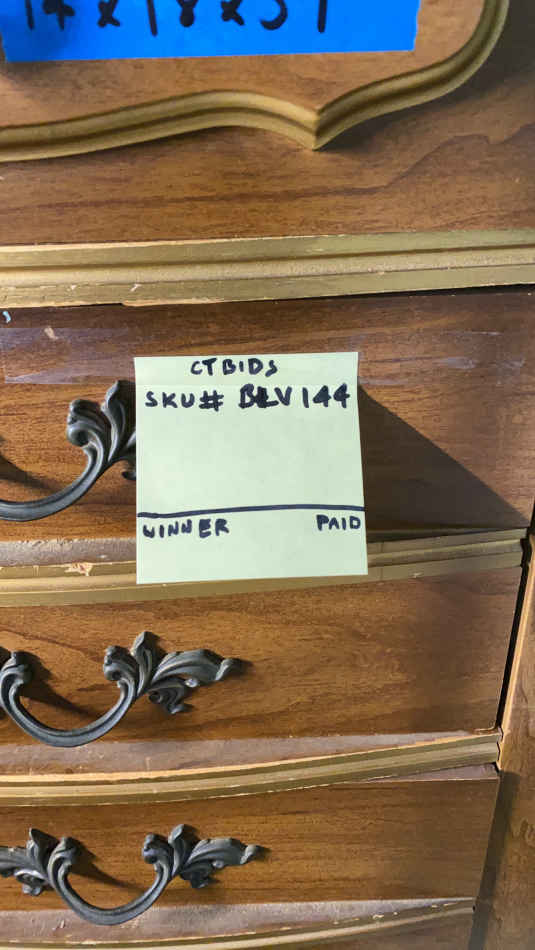 CTBIDS
SKU# BLV144
WINNER PAID